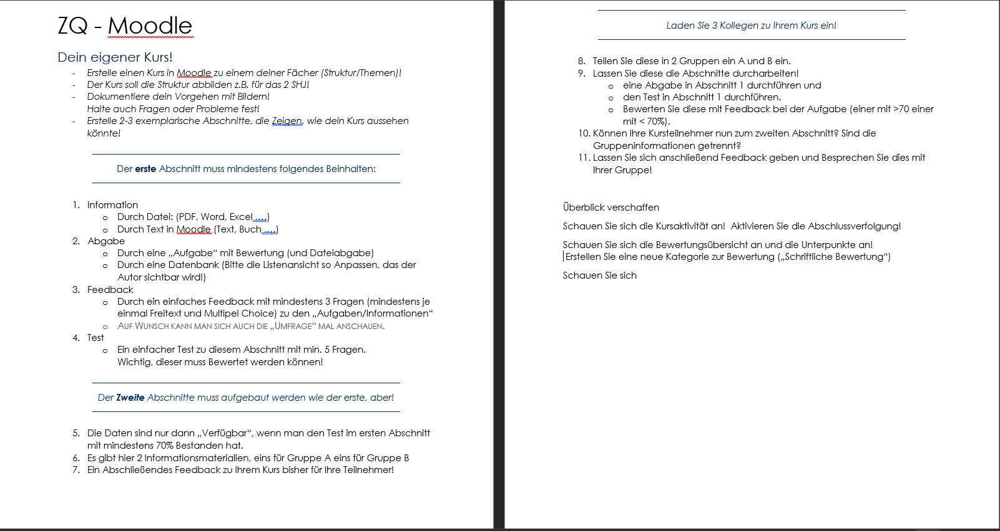 ZQ - Moodle
Dein eigener Kurs!
- Erstelle einen Kurs in Moodle zu einem deiner Fächer (Struktur/Themen)!
- Der Kurs soll die Struktur abbilden z.B. für das 2 SHJ!
- Dokumentiere dein Vorgehen mit Bildern!
Halte auch Fragen oder Probleme fest!
- Erstelle 2-3 exemplarische Abschnitte, die Zeigen, wie dein Kurs aussehen
könnte!
Der erste Abschnitt muss mindestens folgendes Beinhalten:
1. Information
o Durch Datei: (PDF, Word, Excel ,…)
o Durch Text in Moodle (Text, Buch ,…)
2. Abgabe
o Durch eine „Aufgabe“ mit Bewertung (und Dateiabgabe)
o Durch eine Datenbank (Bitte die Listenansicht so Anpassen, das der
Autor sichtbar wird!)
3. Feedback
o Durch ein einfaches Feedback mit mindestens 3 Fragen (mindestens je
einmal Freitext und Multipel Choice) zu den „Aufgaben/Informationen“
o AUF WUNSCH KANN MAN SICH AUCH DIE „UMFRAGE“ MAL ANSCHAUEN.
4. Test
o Ein einfacher Test zu diesem Abschnitt mit min. 5 Fragen.
Wichtig, dieser muss Bewertet werden können!
Der Zweite Abschnitte muss aufgebaut werden wie der erste, aber!
5. Die Daten sind nur dann „Verfügbar“, wenn man den Test im ersten Abschnitt
mit mindestens 70% Bestanden hat.
6. Es gibt hier 2 Informationsmaterialien, eins für Gruppe A eins für Gruppe B
7. Ein Abschließendes Feedback zu Ihrem Kurs bisher für Ihre Teilnehmer!
Laden Sie 3 Kollegen zu Ihrem Kurs ein!
8. Teilen Sie diese in 2 Gruppen ein A und B ein.
9. Lassen Sie diese die Abschnitte durcharbeiten!
o eine Abgabe in Abschnitt 1 durchführen und
o den Test in Abschnitt 1 durchführen.
o Bewerten Sie diese mit Feedback bei der Aufgabe (einer mit >70 einer
mit < 70%).
10. Können Ihre Kursteilnehmer nun zum zweiten Abschnitt? Sind die
Gruppeninformationen getrennt?
11. Lassen Sie sich anschließend Feedback geben und Besprechen Sie dies mit
Ihrer Gruppe!
Überblick verschaffen
Schauen Sie sich die Kursaktivität an!  Aktivieren Sie die Abschlussverfolgung!
Schauen Sie sich die Bewertungsübersicht an und die Unterpunkte an!
Erstellen Sie eine neue Kategorie zur Bewertung („Schriftliche Bewertung“)
Schauen Sie sich